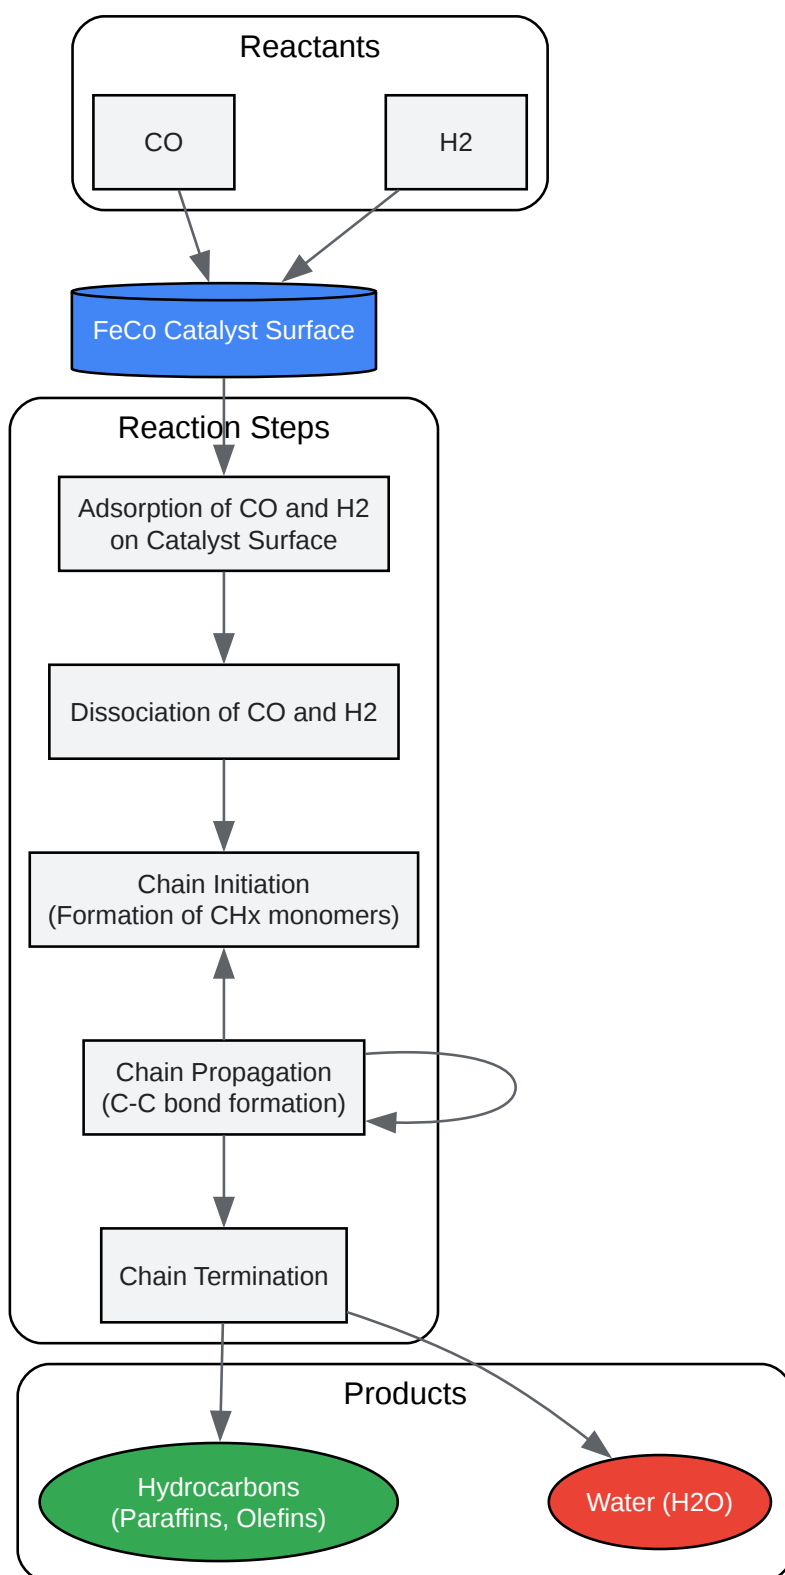 Reactants
CO
H2
FeCo Catalyst Surface
Reaction Steps
Adsorption of CO and H2
on Catalyst Surface
Dissociation of CO and H2
Chain Initiation
(Formation of CHx monomers)
Chain Propagation
(C-C bond formation)
Chain Termination
Products
Hydrocarbons
(Paraffins, Olefins)
Water (H2O)